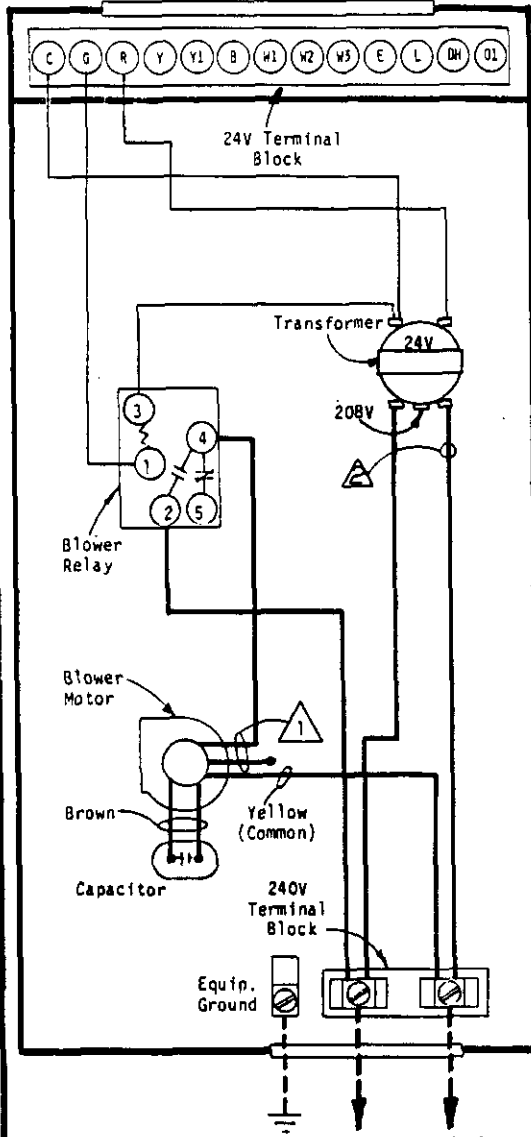 C G R Y Y1 B W1 W2 W3 E L DH O1
24V Terminal
Block
Transformer
24V
208V
3
4
1
2
5
2
Blower
Relay
Blower
Motor
1
Brown
Yellow
(Common)
Capacitor
240V
Terminal
Block
Equip.
Ground